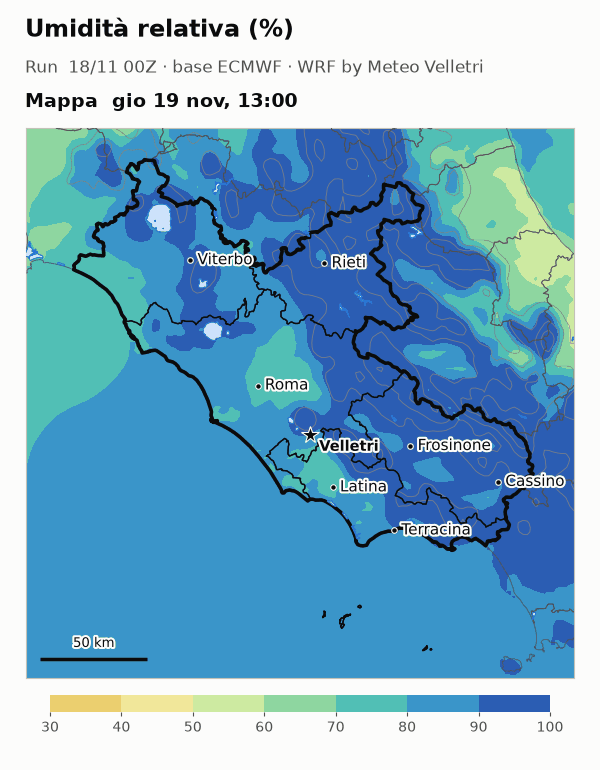 Umidità relativa (%)
Run  18/11 00Z · base ECMWF · WRF by Meteo Velletri
Mappa  gio 19 nov, 13:00
Viterbo
Rieti
Roma
Velletri
Frosinone
Cassino
Latina
Terracina
50 km
30 40 50 60 70 80 90 100